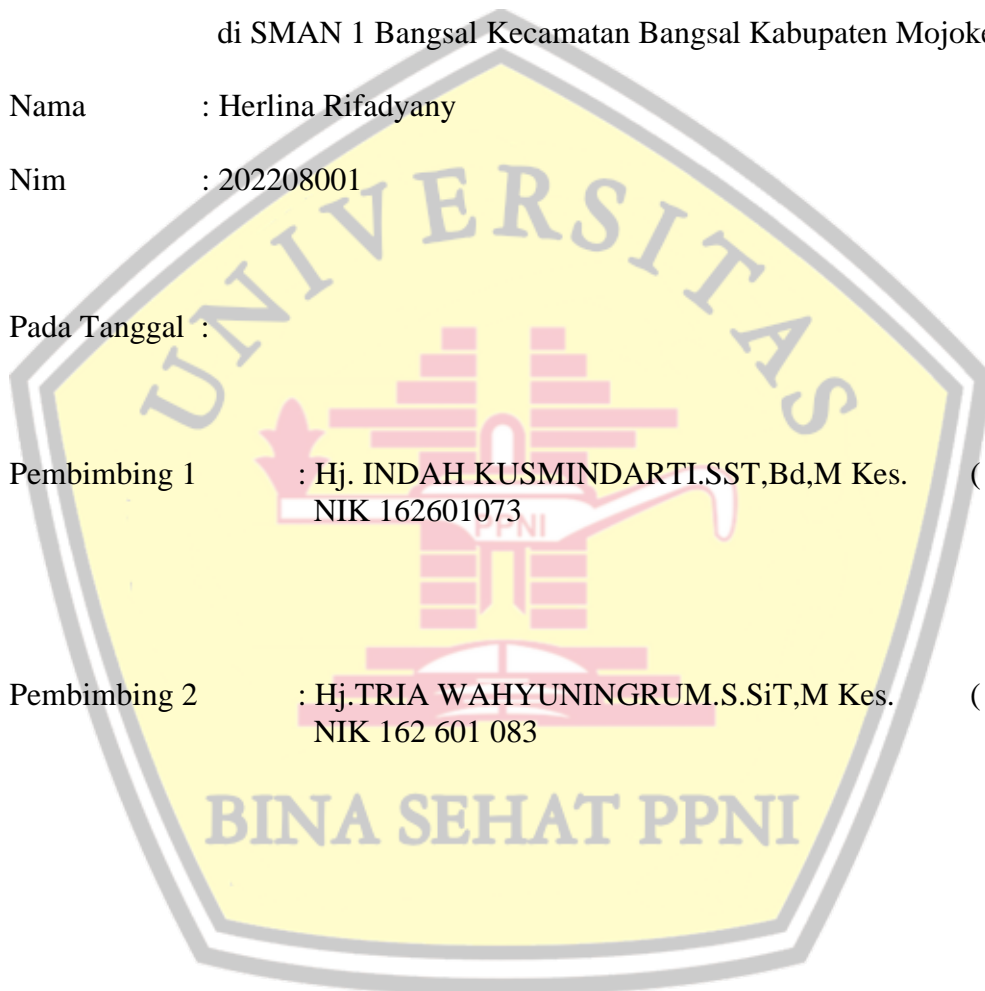 di SMAN 1 Bangsal Kecamatan Bangsal Kabupaten Mojoke
Nama : Herlina Rifadyany
Nim : 202208001
UNIVERSITAS
Pada Tanggal :
Pembimbing 1 : Hj. INDAH KUSMINDARTI.SST,Bd,M Kes. (
NIK 162601073
PPNI
Pembimbing 2 : Hj.TRIA WAHYUNINGRUM.S.SiT,M Kes. (
NIK 162 601 083
BINA SEHAT PPNI